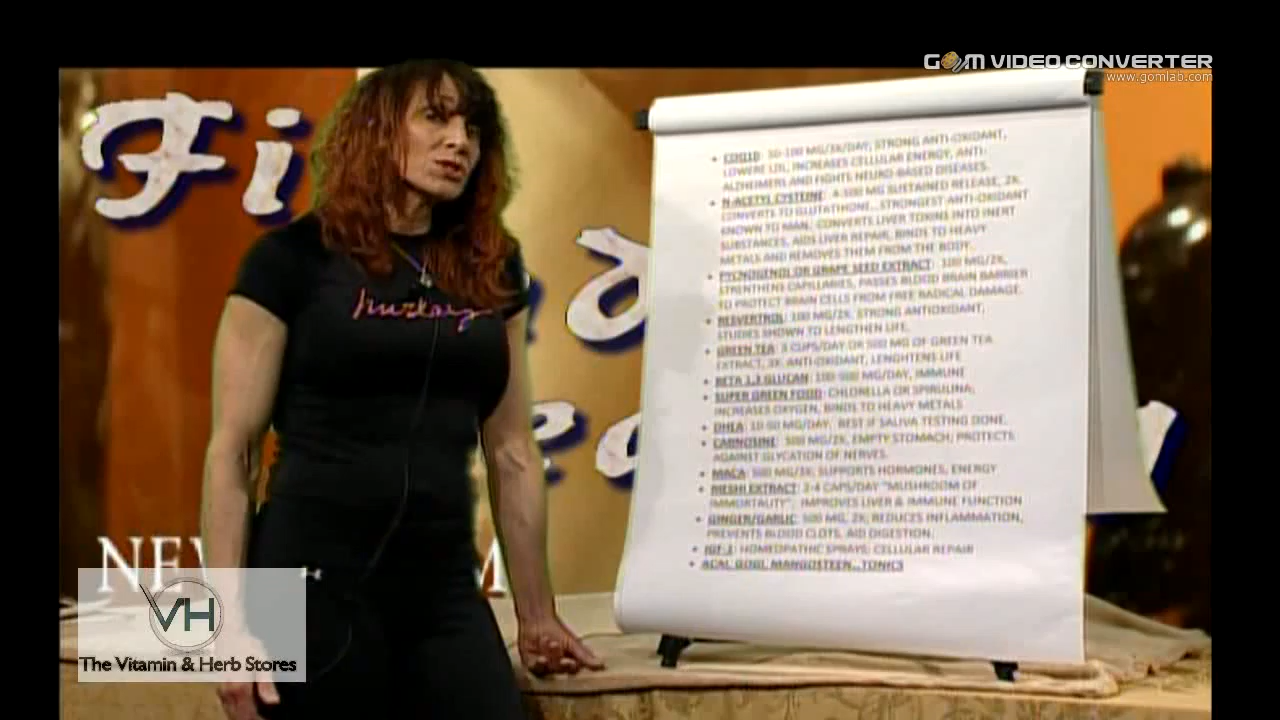 GOM VIDEO CONVERTER
www.gomlab.com
Fi
COQ10: 50-100 MG/3X/DAY, STRONG ANTI-OXIDANT,
LOWERS LDL, INCREASES CELLULAR ENERGY, ANTI-
ALZHEIMERS AND FIGHTS NEURO-BASED DISEASES.
N-ACETYL CYSTEINE: 4-500 MG SUSTAINED RELEASE, 2X.
CONVERTS TO GLUTATHONE...STRONGEST ANTI-OXIDANT
KNOWN TO MAN. CONVERTS LIVER TOXINS INTO INERT
SUBSTANCES, AIDS LIVER REPAIR, BINDS TO HEAVY
METALS AND REMOVES THEM FROM THE BODY.
PYCNOGENOL OR GRAPE SEED EXTRACT: 100 MG/2X,
STRENTHENS CAPILLARIES, PASSES BLOOD BRAIN BARRIER
TO PROTECT BRAIN CELLS FROM FREE RADICAL DAMAGE.
RESVERTROL: 100 MG/2X. STRONG ANTIOXIDANT,
STUDIES SHOWN TO LENGTHEN LIFE.
GREEN TEA: 3 CUPS/DAY OR 500 MG OF GREEN TEA
EXTRACT, 3X. ANTI-OXIDANT, LENGHTENS LIFE
BETA 1,3 GLUCAN: 100-500 MG/DAY, IMMUNE
SUPER GREEN FOOD: CHLORELLA OR SPIRULINA,
INCREASES OXYGEN, BINDS TO HEAVY METALS
DHEA: 10-50 MG/DAY. BEST IF SALIVA TESTING DONE.
CARNOSINE: 500 MG/2X, EMPTY STOMACH; PROTECTS
AGAINST GLYCATION OF NERVES.
MACA: 500 MG/3X; SUPPORTS HORMONES, ENERGY
RIESHI EXTRACT: 2-4 CAPS/DAY "MUSHROOM OF
IMMORTALITY". IMPROVES LIVER & IMMUNE FUNCTION
GINGER/GARLIC: 500 MG, 2X; REDUCES INFLAMMATION,
PREVENTS BLOOD CLOTS, AID DIGESTION.
IGF-1: HOMEOPATHIC SPRAYS; CELLULAR REPAIR
ACAI, GOGI, MANGOSTEEN...TONICS
VH
The Vitamin & Herb Stores